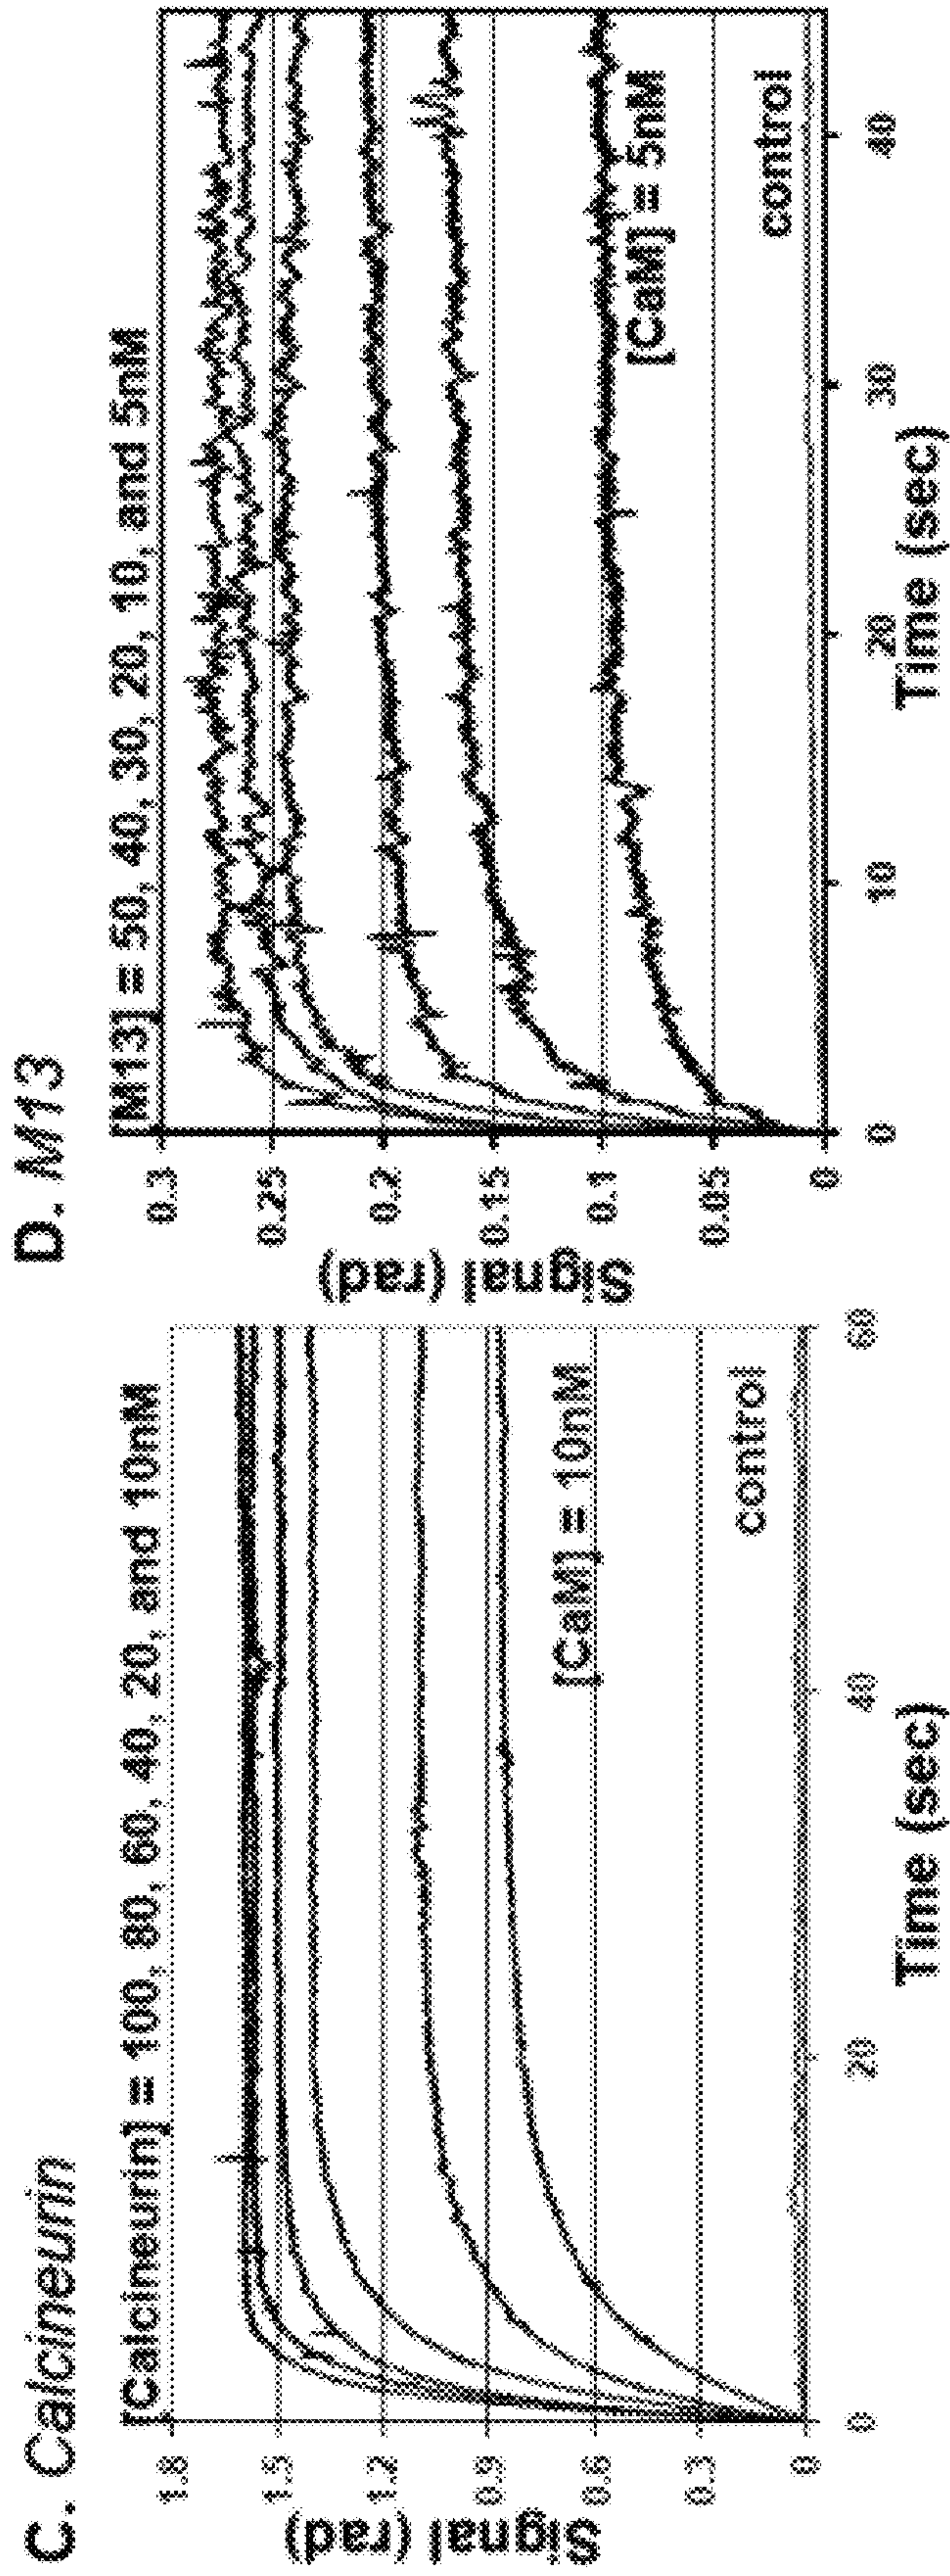 C. Calcineurin
[Calcineurin] = 100, 80, 60, 40, 20, and 10nM
Signal (rad)
1.8
1.5
1.2
0.9
0.6
0.3
0
[CaM] = 10nM
control
0
20
40
60
Time (sec)
D. M13
[M13] = 50, 40, 30, 20, 10, and 5nM
Signal (rad)
0.3
0.25
0.2
0.15
0.1
0.05
0
[CaM] = 5nM
control
0
10
20
30
40
Time (sec)